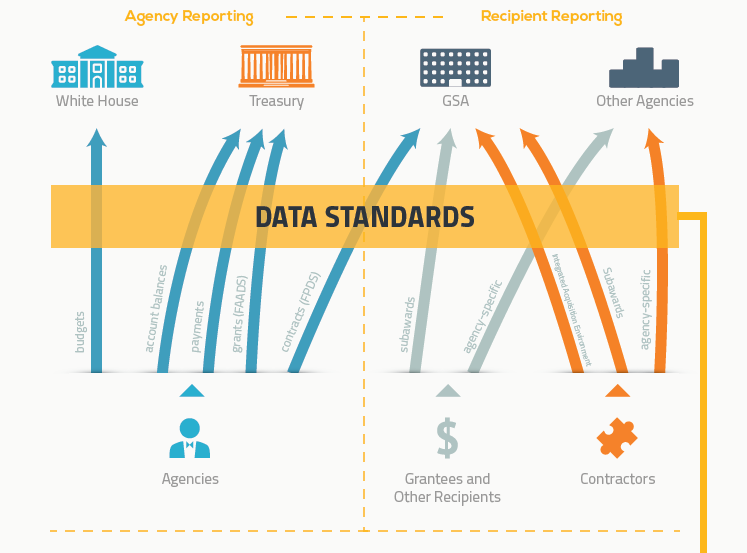 Agency Reporting
Recipient Reporting
White House
Treasury
GSA
Other Agencies
DATA STANDARDS
budgets
account balances
payments
grants (FAADS)
contracts (FPDS)
subawards
agency-specific
Integrated Acquisition Environment
Subawards
agency-specific
Agencies
$
Grantees and
Other Recipients
Contractors